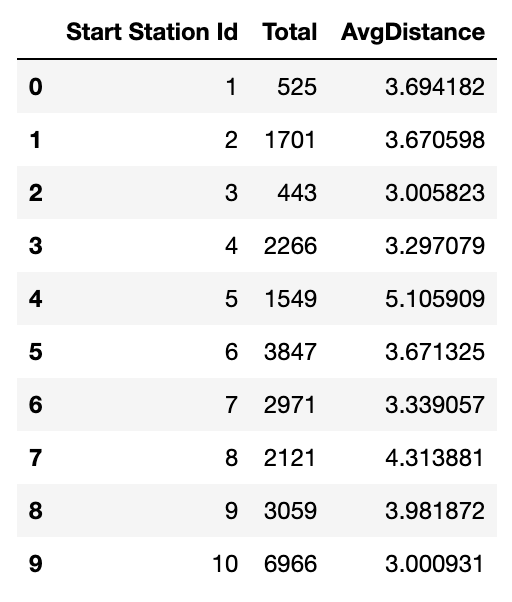 Start Station Id Total AvgDistance
0 1 525 3.694182
1 2 1701 3.670598
2 3 443 3.005823
3 4 2266 3.297079
4 5 1549 5.105909
5 6 3847 3.671325
6 7 2971 3.339057
7 8 2121 4.313881
8 9 3059 3.981872
9 10 6966 3.000931